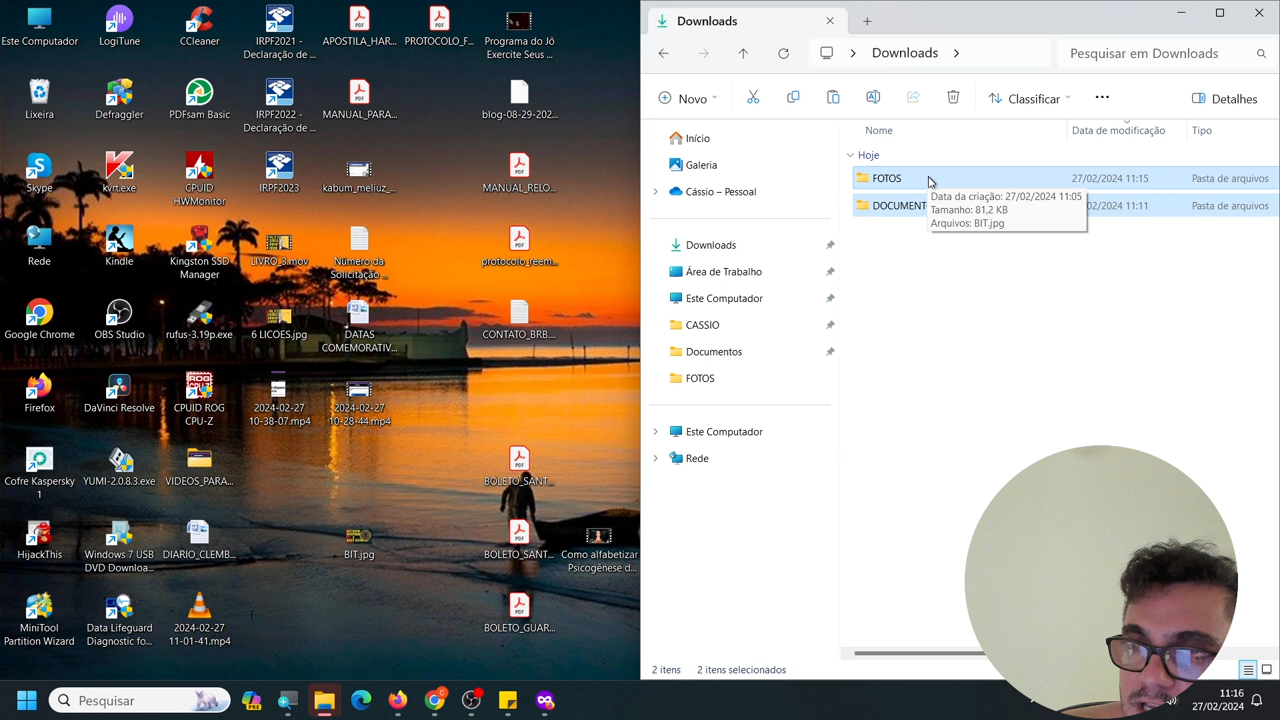 Este Computador
LogiTune
CCleaner
IRPF2021 -
Declaração de ...
APOSTILA_HAR...
PROTOCOLO_F...
Programa do Jô
Exercite Seus ...
Lixeira
Defraggler
PDFsam Basic
IRPF2022 -
Declaração de ...
MANUAL_PARA...
blog-08-29-202...
Skype
kvrt.exe
CPUID
HWMonitor
IRPF2023
kabum_meliuz_...
MANUAL_RELO...
Rede
Kindle
Kingston SSD
Manager
LIVRO_3.mov
Número da
Solicitação ...
protocolo_reem...
Google Chrome
OBS Studio
rufus-3.19p.exe
6 LICOES.jpg
DATAS
COMEMORATIV...
CONTATO_BRB....
Firefox
DaVinci Resolve
CPUID ROG
CPU-Z
2024-02-27
10-38-07.mp4
2024-02-27
10-28-44.mp4
Cofre Kaspersky
1
YUMI-2.0.8.3.exe
VIDEOS_PARA...
BOLETO_SANT...
HijackThis
Windows 7 USB
DVD Downloa...
DIARIO_CLEMB...
BIT.jpg
BOLETO_SANT...
Como alfabetizar
Psicogênese d...
MiniTool
Partition Wizard
Data Lifeguard
Diagnostic fo...
2024-02-27
11-01-41.mp4
BOLETO_GUAR...
Downloads
Downloads
Pesquisar em Downloads
Novo
Classificar
Detalhes
Início
Galeria
Cássio – Pessoal
Downloads
Área de Trabalho
Este Computador
CASSIO
Documentos
FOTOS
Este Computador
Rede
Nome
Data de modificação
Tipo
Hoje
FOTOS
27/02/2024 11:15
Pasta de arquivos
DOCUMENT
02/2024 11:11
Pasta de arquivos
Data da criação: 27/02/2024 11:05
Tamanho: 81,2 KB
Arquivos: BIT.jpg
2 itens
2 itens selecionados
Pesquisar
PRE
11:16
27/02/2024